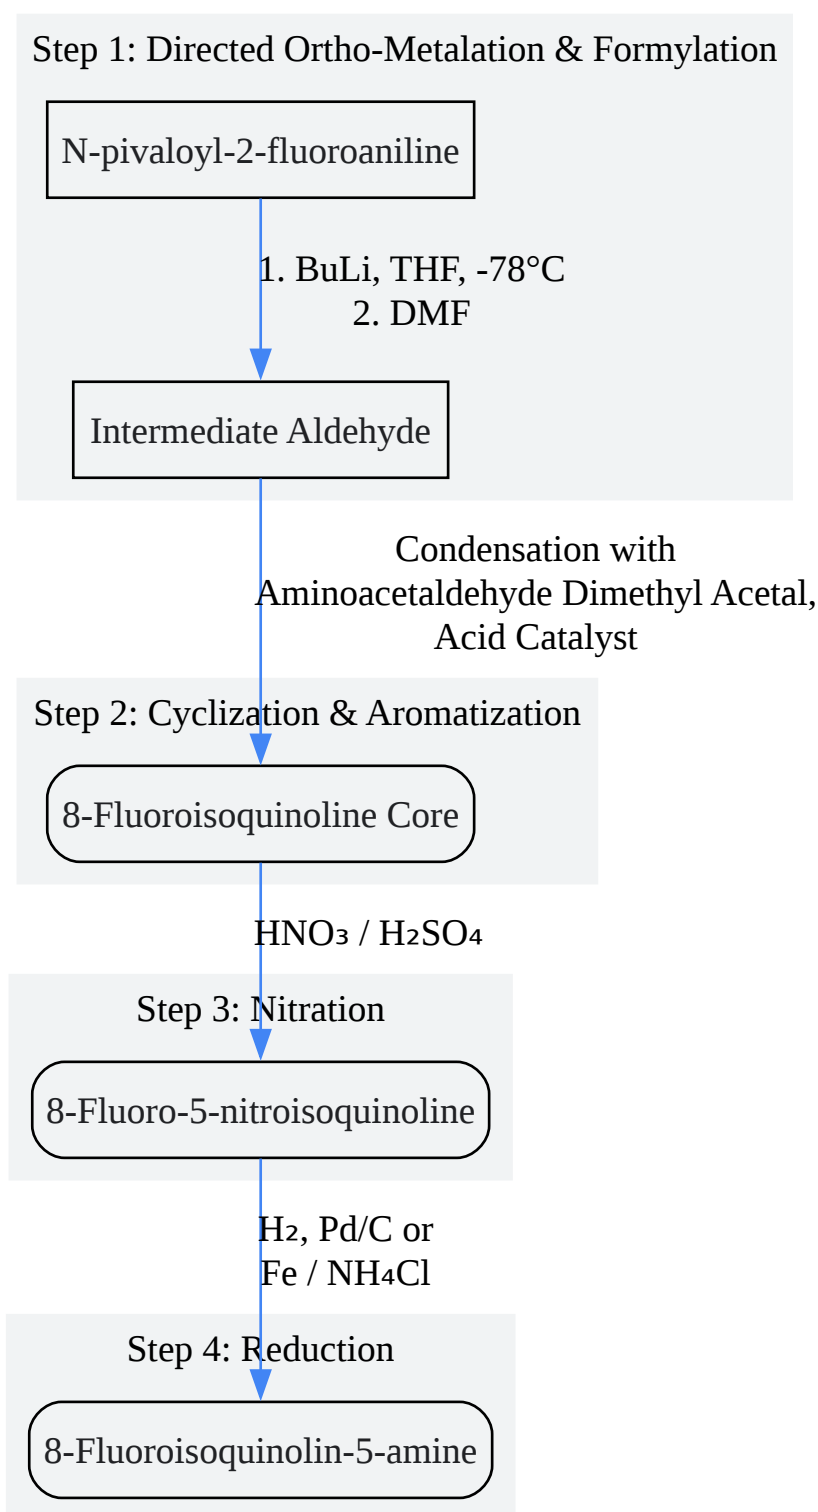 Step 1: Directed Ortho-Metalation & Formylation
N-pivaloyl-2-fluoroaniline
1. BuLi, THF, -78°C
2. DMF
Intermediate Aldehyde
Condensation with
Aminoacetaldehyde Dimethyl Acetal,
Acid Catalyst
Step 2: Cyclization & Aromatization
8-Fluoroisoquinoline Core
HNO₃ / H₂SO₄
Step 3: Nitration
8-Fluoro-5-nitroisoquinoline
H₂, Pd/C or
Fe / NH₄Cl
Step 4: Reduction
8-Fluoroisoquinolin-5-amine